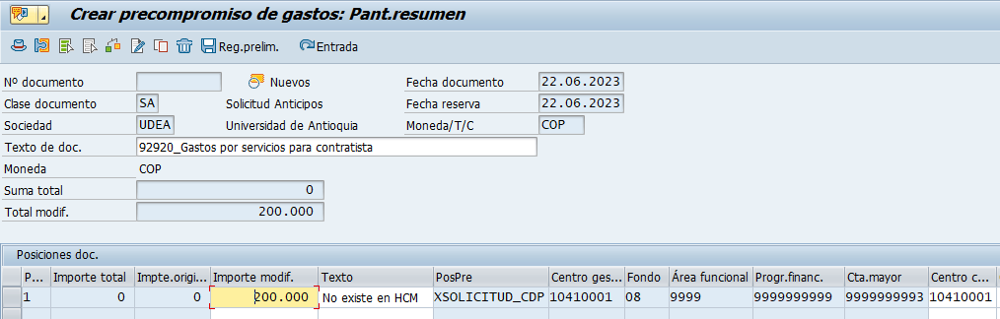 Crear precompromiso de gastos: Pant.resumen
Reg.prelim. Entrada
Nº documento Nuevos Fecha documento 22.06.2023
Clase documento SA Solicitud Anticipos Fecha reserva 22.06.2023
Sociedad UDEA Universidad de Antioquia Moneda/T/C COP
Texto de doc. 92920_Gastos por servicios para contratista
Moneda COP
Suma total 0
Total modif. 200.000
Posiciones doc.
P... Importe total Impte.origi... Importe modif. Texto PosPre Centro ges... Fondo Área funcional Progr.financ. Cta.mayor Centro c...
1 0 0 200.000 No existe en HCM XSOLICITUD_CDP 10410001 08 9999 9999999999 9999999993 10410001